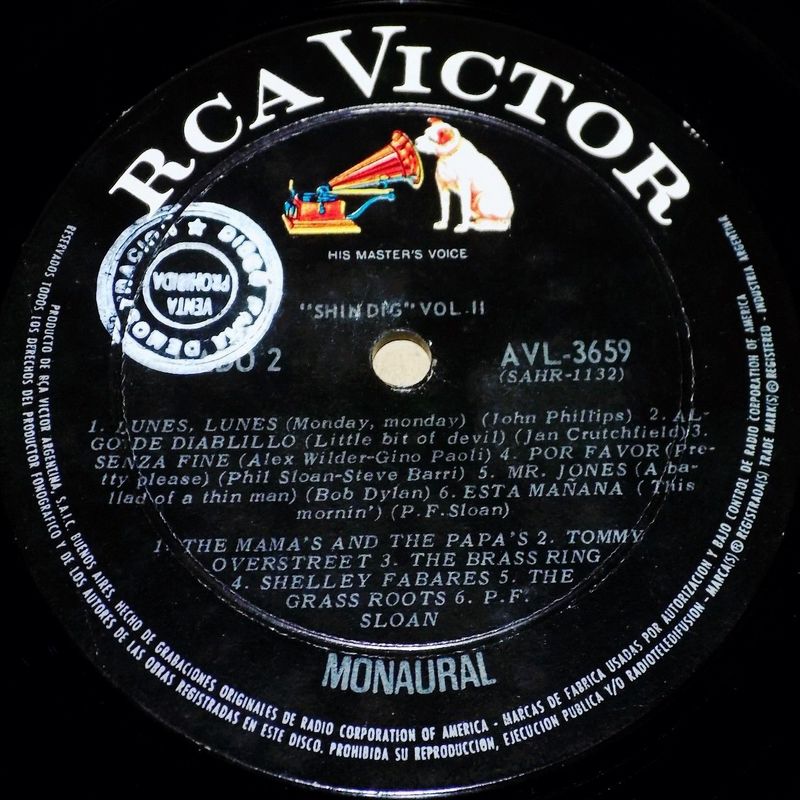 RCA VICTOR
HIS MASTER'S VOICE
DISCO PARA DEMOSTRACION ★
VENTA
PROHIBIDA
"SHINDIG" VOL. II
DO 2
AVL-3659
(SAHR-1132)
1. LUNES, LUNES (Monday, monday) (John Phillips) 2. AL-
GO DE DIABLILLO (Little bit of devil) (Jan Crutchfield) 3.
SENZA FINE (Alex Wilder-Gino Paoli) 4. POR FAVOR (Pre-
tty please) (Phil Sloan-Steve Barri) 5. MR. JONES (A ba-
llad of a thin man) (Bob Dylan) 6. ESTA MAÑANA (This
mornin') (P.F.Sloan)
1. THE MAMA'S AND THE PAPA'S 2. TOMMY
OVERSTREET 3. THE BRASS RING
4. SHELLEY FABARES 5. THE
GRASS ROOTS 6. P.F.
SLOAN
MONAURAL
PRODUCTO DE RCA VICTOR ARGENTINA, S.A.I.C. BUENOS AIRES. HECHO DE GRABACIONES ORIGINALES DE RADIO CORPORATION OF AMERICA - MARCAS DE FABRICA USADAS POR AUTORIZACION Y BAJO CONTROL DE RADIO CORPORATION OF AMERICA
RESERVADOS TODOS LOS DERECHOS DEL PRODUCTOR FONOGRAFICO Y DE LOS AUTORES DE LAS OBRAS REGISTRADAS EN ESTE DISCO. PROHIBIDA SU REPRODUCCION, EJECUCION PUBLICA Y/O RADIOTELEDIFUSION - MARCA(S) ® REGISTRADA(S) TRADE MARK(S) ® REGISTERED - INDUSTRIA ARGENTINA